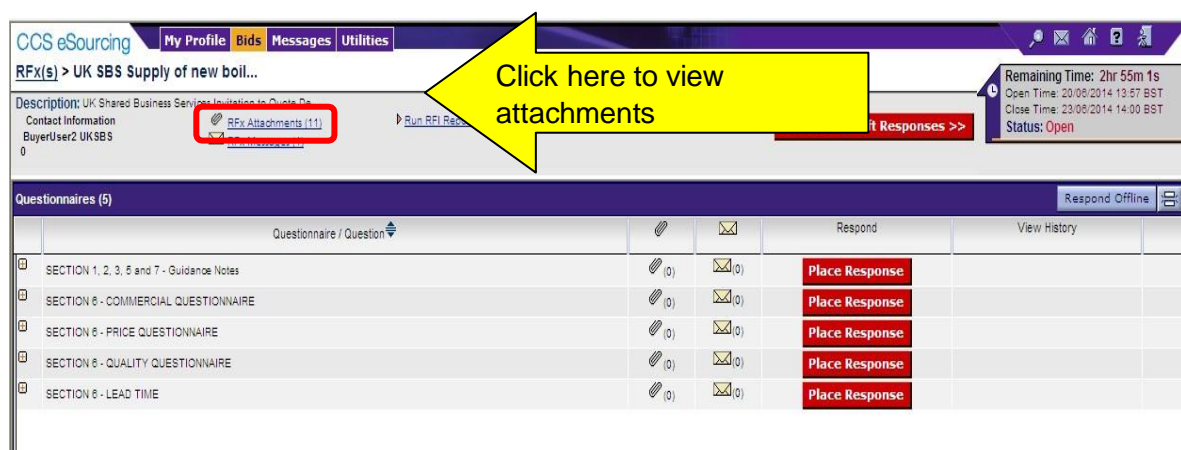 CCS eSourcing
My Profile Bids Messages Utilities
RFx(s) > UK SBS Supply of new boil...
Click here to view
attachments
Remaining Time: 2hr 55m 1s
Open Time: 20/06/2014 13:57 BST
Close Time: 23/06/2014 14:00 BST
Status: Open
Description: UK Shared Business Services Invitation to Quote De
Contact Information
BuyerUser2 UKSBS
0
RFx Attachments (11)
Run RFI Repo
ft Responses >>
Questionnaires (5)
Respond Offline
Questionnaire / Question Respond View History
SECTION 1, 2, 3, 5 and 7 - Guidance Notes (0) (0) Place Response
SECTION 6 - COMMERCIAL QUESTIONNAIRE (0) (0) Place Response
SECTION 6 - PRICE QUESTIONNAIRE (0) (0) Place Response
SECTION 6 - QUALITY QUESTIONNAIRE (0) (0) Place Response
SECTION 6 - LEAD TIME (0) (0) Place Response